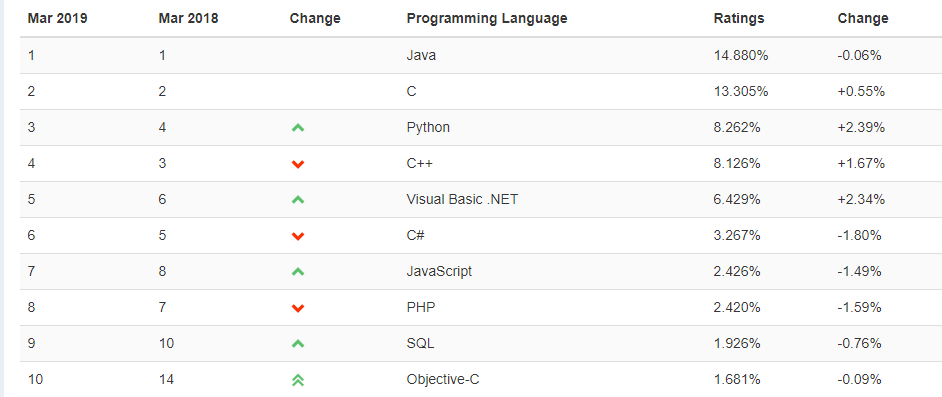 Mar 2019 Mar 2018 Change Programming Language Ratings Change
1 1 Java 14.880% -0.06%
2 2 C 13.305% +0.55%
3 4 Python 8.262% +2.39%
4 3 C++ 8.126% +1.67%
5 6 Visual Basic .NET 6.429% +2.34%
6 5 C# 3.267% -1.80%
7 8 JavaScript 2.426% -1.49%
8 7 PHP 2.420% -1.59%
9 10 SQL 1.926% -0.76%
10 14 Objective-C 1.681% -0.09%